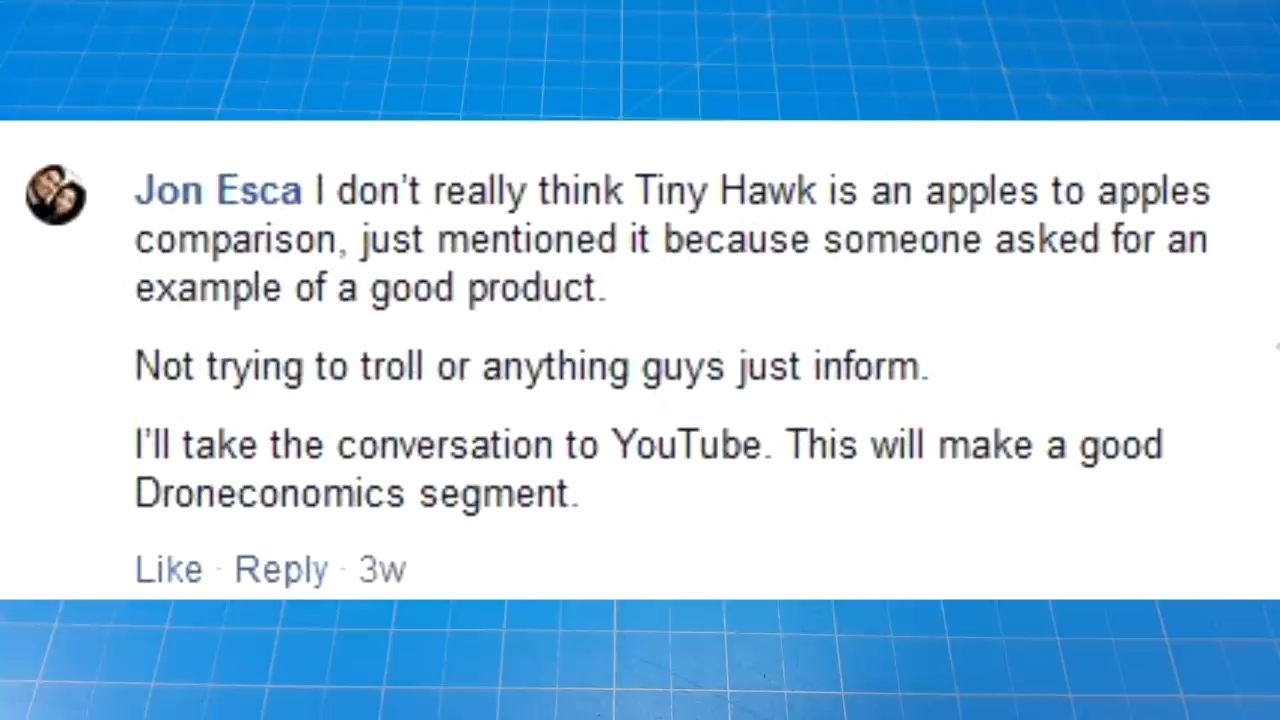 Jon Esca I don't really think Tiny Hawk is an apples to apples
comparison, just mentioned it because someone asked for an
example of a good product.
Not trying to troll or anything guys just inform.
I'll take the conversation to YouTube. This will make a good
Droneconomics segment.
Like · Reply · 3w